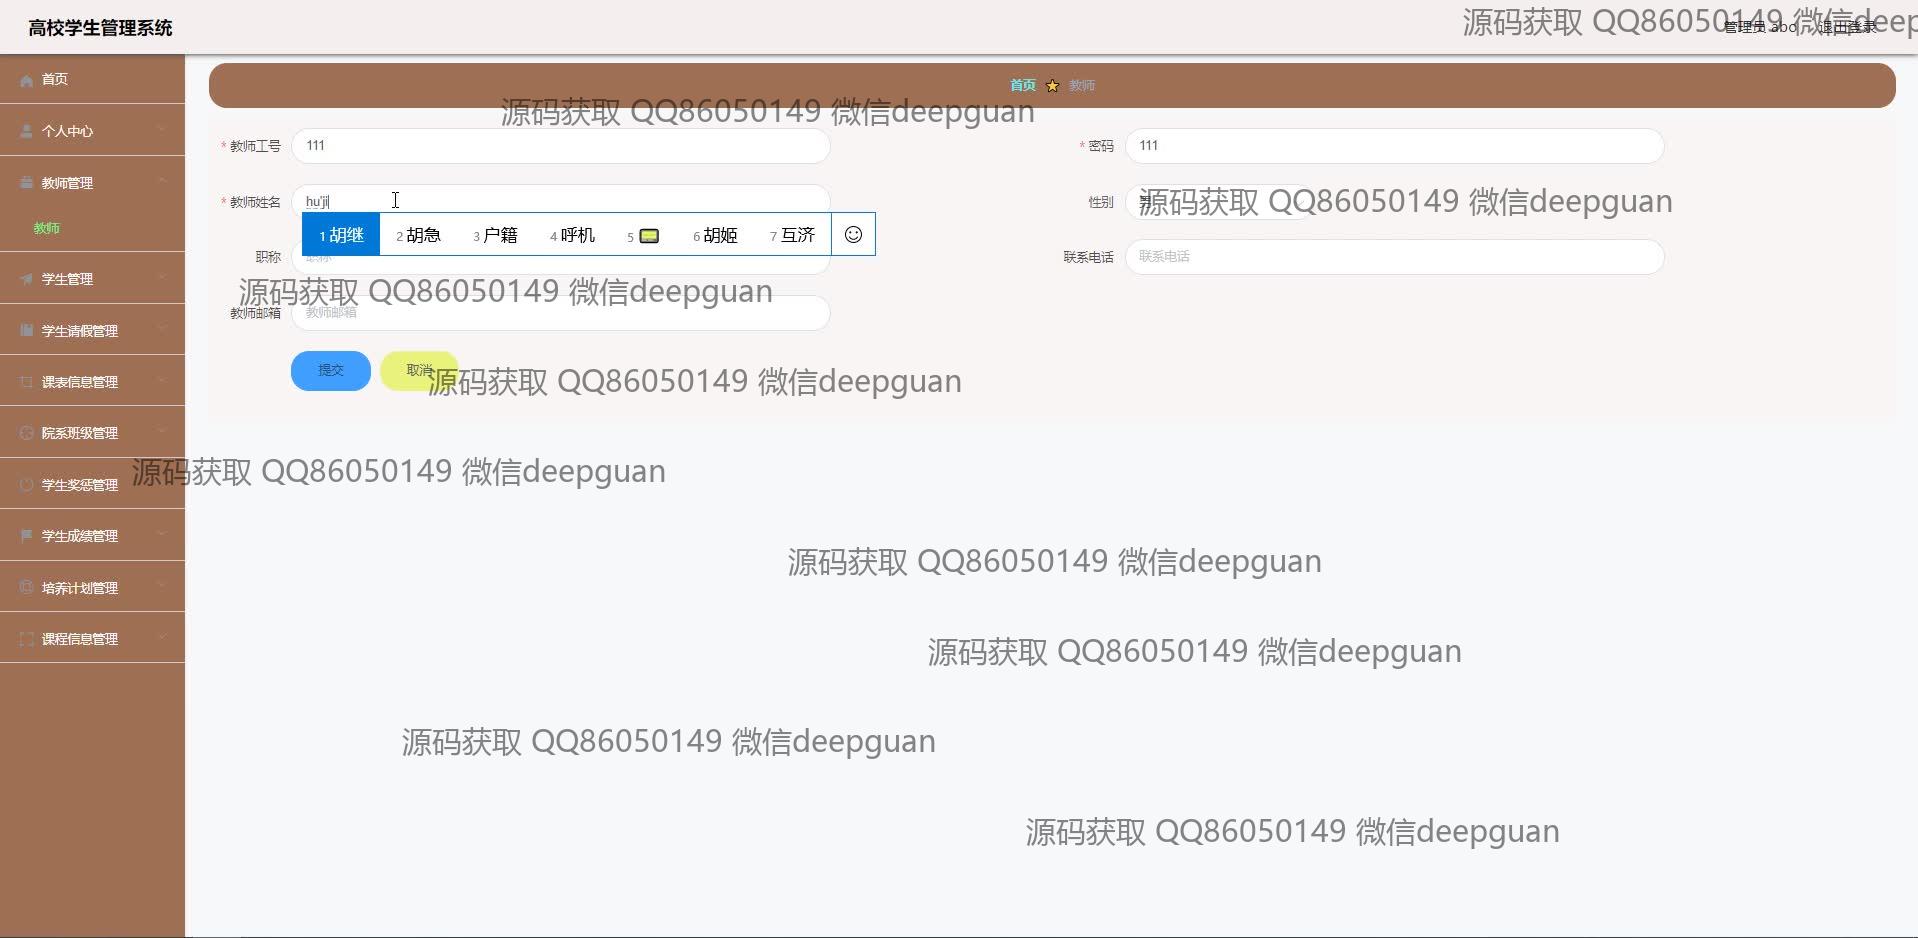 高校学生管理系统
源码获取 QQ86050149 微信deep
管理员 abo 退出登录
首页
首页 教师
源码获取 QQ86050149 微信deepguan
个人中心
* 教师工号 111
* 密码 111
教师管理
* 教师姓名 hu'ji
性别
源码获取 QQ86050149 微信deepguan
教师
1 胡继 2 胡急 3 户籍 4 呼机 5 6 胡姬 7 互济
职称 职称
联系电话 联系电话
学生管理
源码获取 QQ86050149 微信deepguan
教师邮箱 教师邮箱
学生请假管理
提交 取消
课表信息管理
源码获取 QQ86050149 微信deepguan
院系班级管理
源码获取 QQ86050149 微信deepguan
学生奖惩管理
学生成绩管理
源码获取 QQ86050149 微信deepguan
培养计划管理
课程信息管理
源码获取 QQ86050149 微信deepguan
源码获取 QQ86050149 微信deepguan
源码获取 QQ86050149 微信deepguan